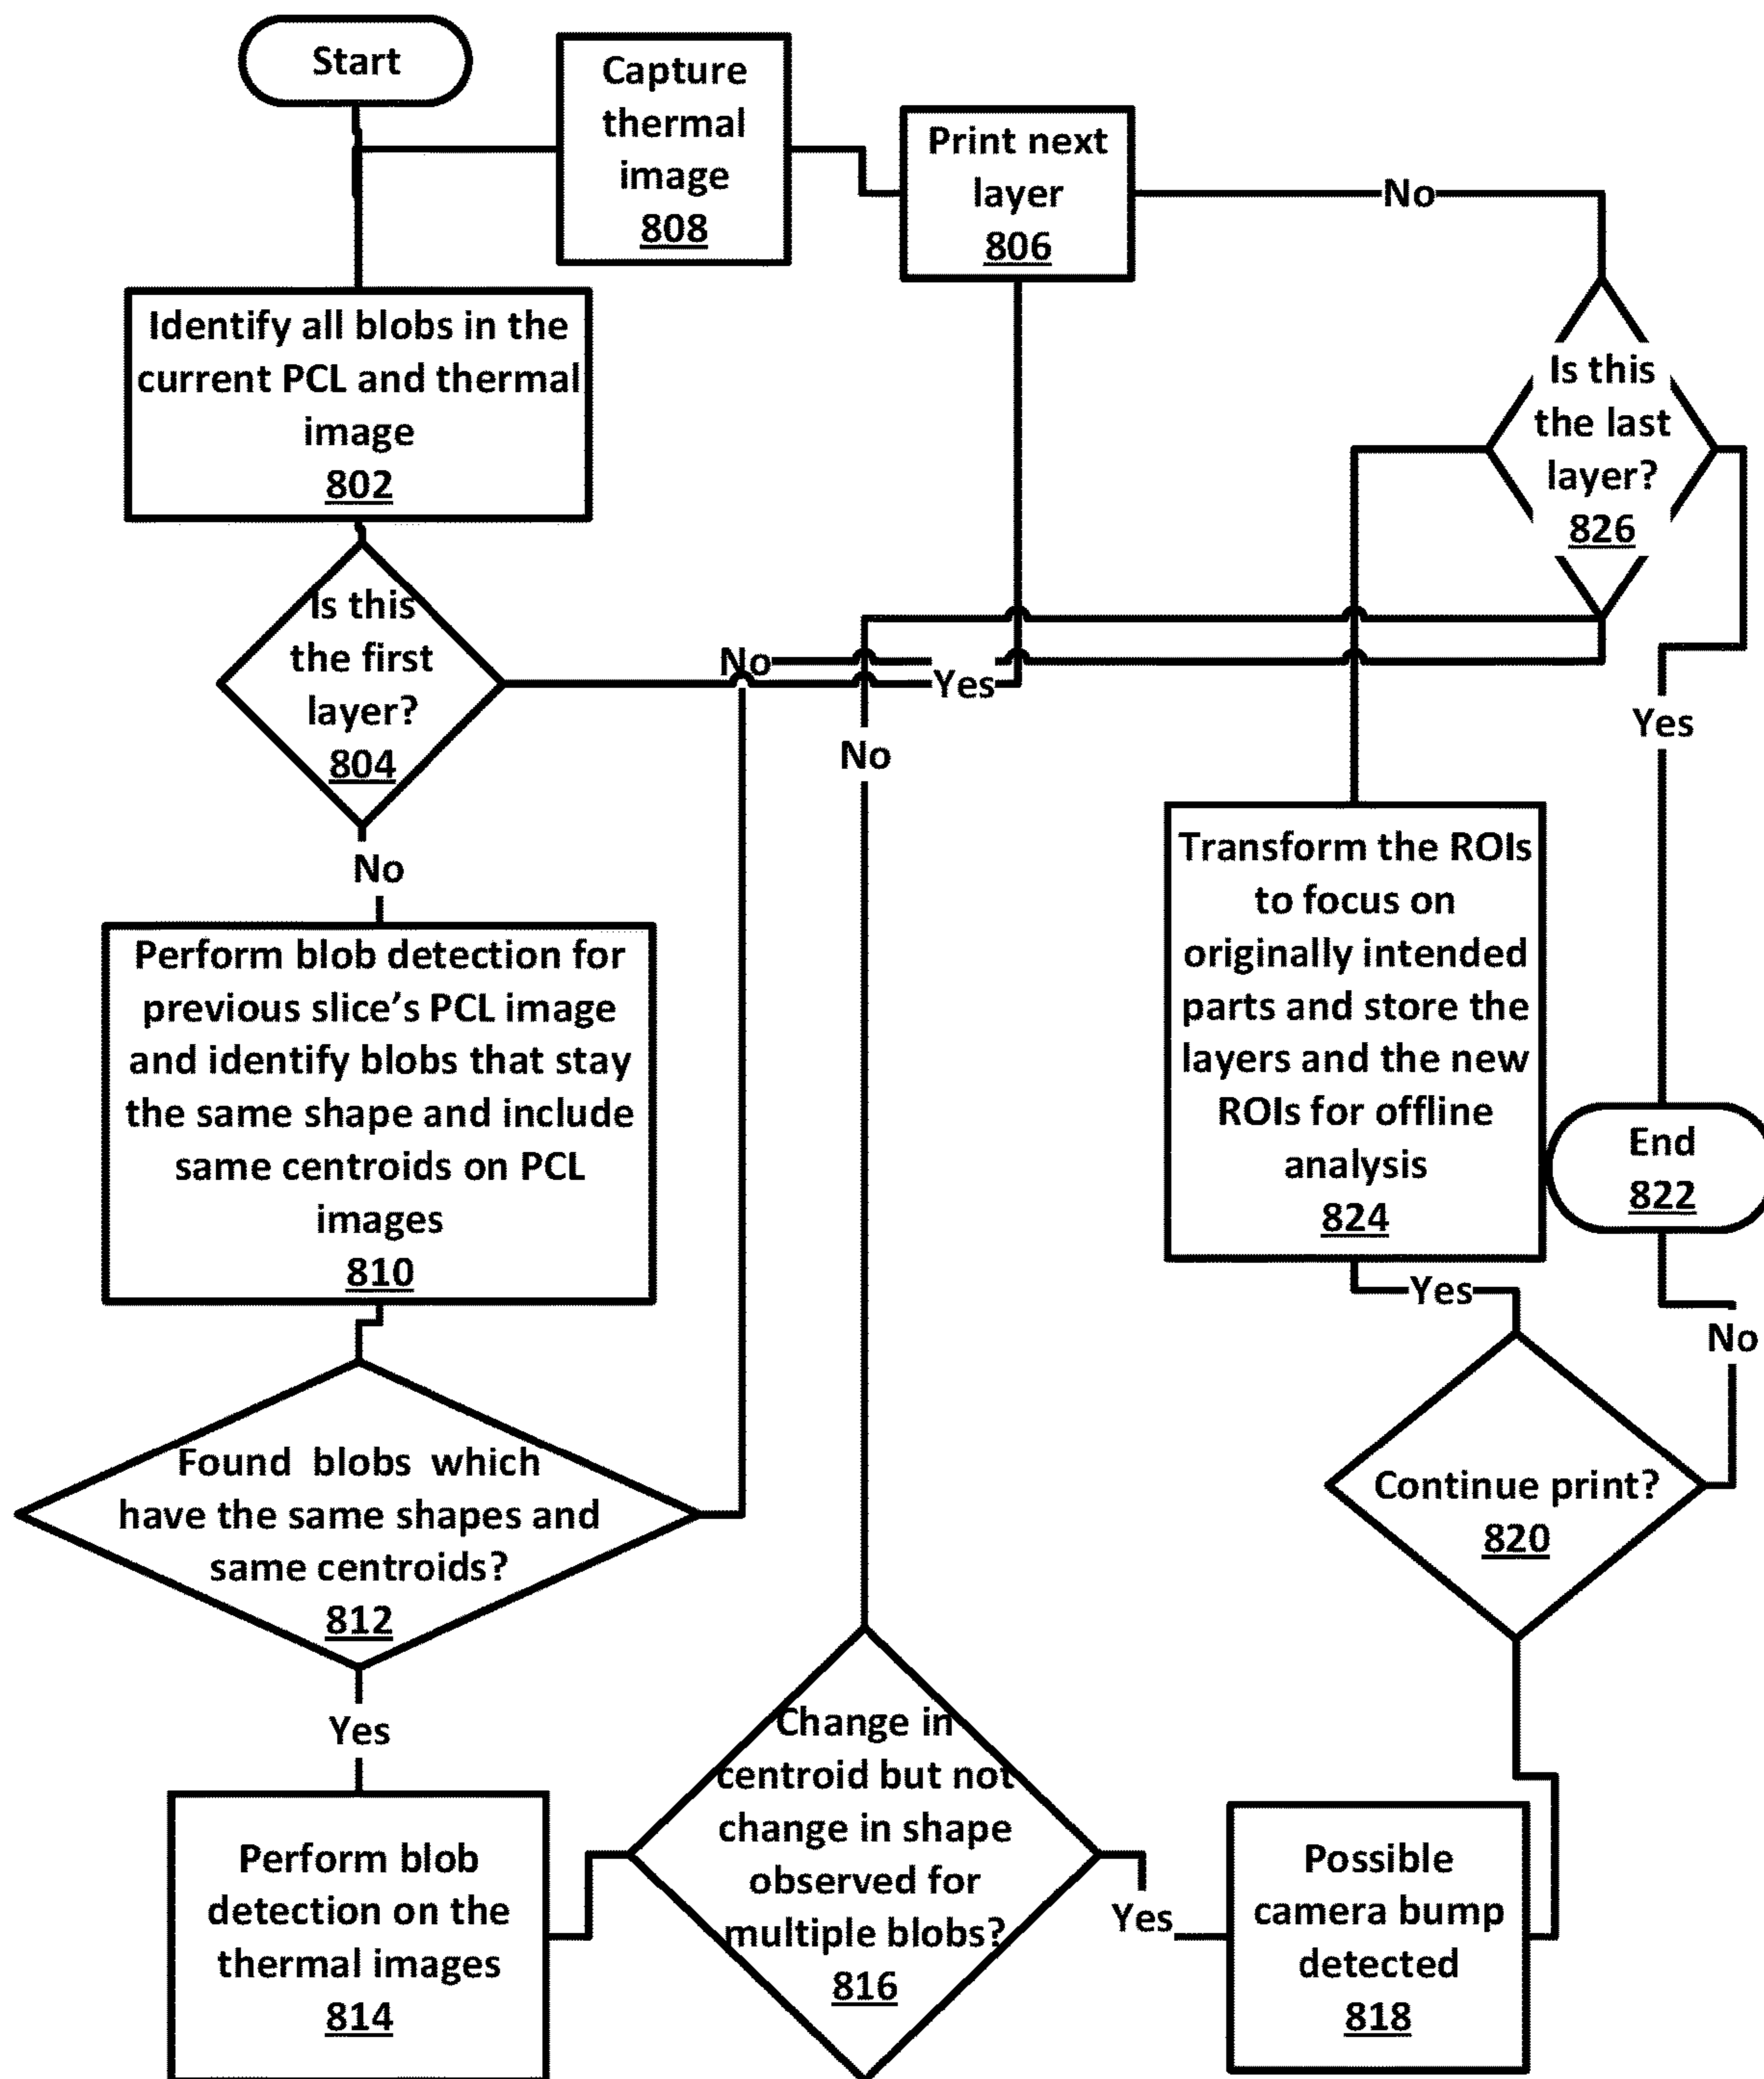 Start
Capture
thermal
image
808
Print next
layer
806
No
Identify all blobs in the
current PCL and thermal
image
802
Is this
the last
layer?
826
Is this
the first
layer?
804
No
Yes
No
Yes
No
Transform the ROIs
to focus on
originally intended
parts and store the
layers and the new
ROIs for offline
analysis
824
End
822
Perform blob detection for
previous slice's PCL image
and identify blobs that stay
the same shape and include
same centroids on PCL
images
810
Yes
No
Found blobs which
have the same shapes and
same centroids?
812
Continue print?
820
Yes
Change in
centroid but not
change in shape
observed for
multiple blobs?
816
Perform blob
detection on the
thermal images
814
Yes
Possible
camera bump
detected
818